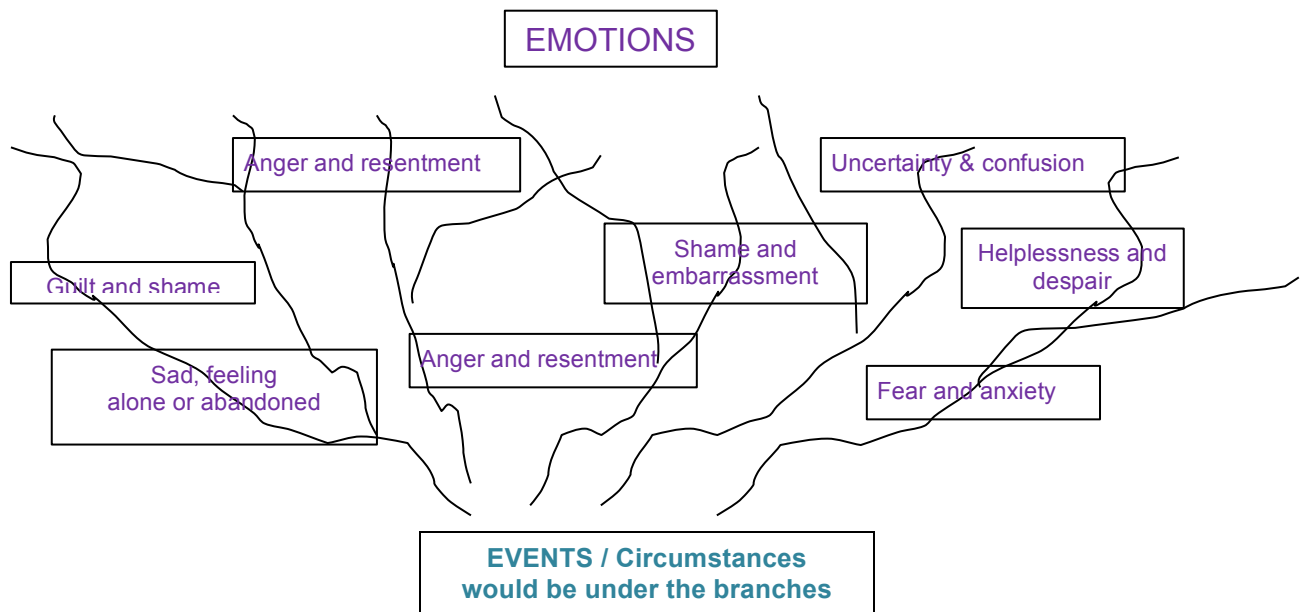 EMOTIONS
Anger and resentment
Uncertainty & confusion
Shame and
embarrassment
Helplessness and
despair
Guilt and shame
Anger and resentment
Sad, feeling
alone or abandoned
Fear and anxiety
EVENTS / Circumstances
would be under the branches